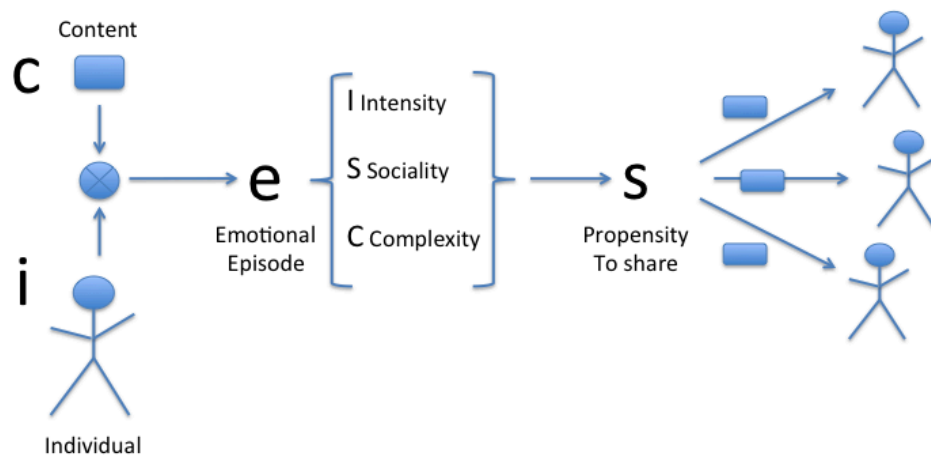 Content
c
I Intensity
S Sociality
C Complexity
e
Emotional
Episode
s
Propensity
To share
i
Individual